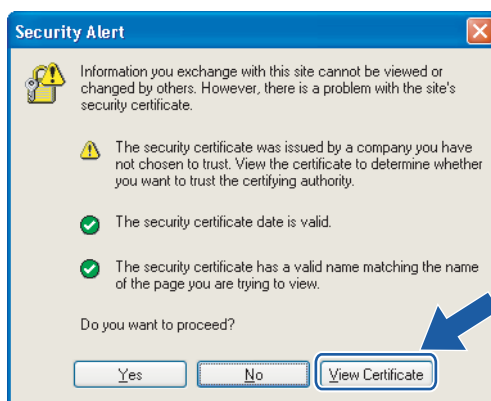 Security Alert
Information you exchange with this site cannot be viewed or
changed by others. However, there is a problem with the site's
security certificate.
The security certificate was issued by a company you have
not chosen to trust. View the certificate to determine whether
you want to trust the certifying authority.
The security certificate date is valid.
The security certificate has a valid name matching the name
of the page you are trying to view.
Do you want to proceed?
Yes No View Certificate